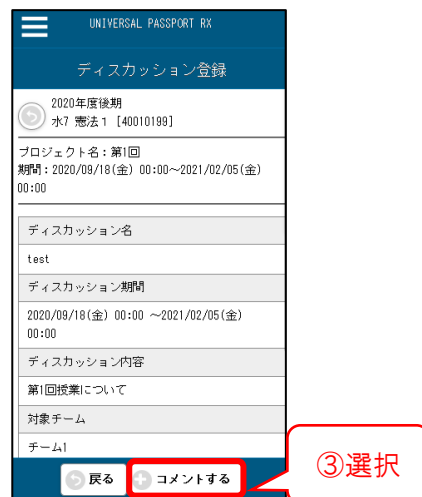 UNIVERSAL PASSPORT RX
ディスカッション登録
2020年度後期
水7 憲法1 [40010199]
プロジェクト名：第1回
期間：2020/09/18(金) 00:00～2021/02/05(金)
00:00
ディスカッション名
test
ディスカッション期間
2020/09/18(金) 00:00 ～2021/02/05(金)
00:00
ディスカッション内容
第1回授業について
対象チーム
チーム1
戻る
コメントする
③選択